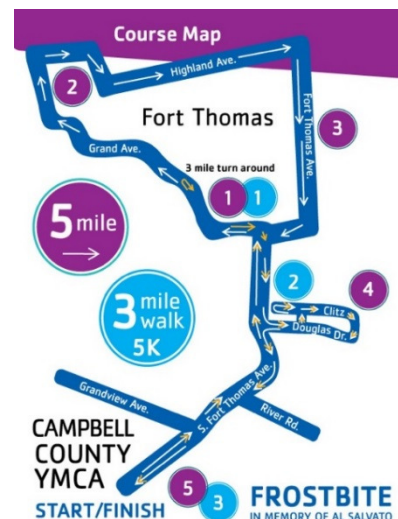 Course Map
2
Highland Ave.
Fort Thomas
3
Fort Thomas Ave.
Grand Ave.
3 mile turn around
1
1
5 mile
2
4
Clitz
Douglas Dr.
3 mile
walk
5K
Grandview Ave.
S. Fort Thomas Ave.
River Rd.
CAMPBELL
COUNTY
YMCA
START/FINISH
5
3
FROSTBITE
IN MEMORY OF AL SALVATO